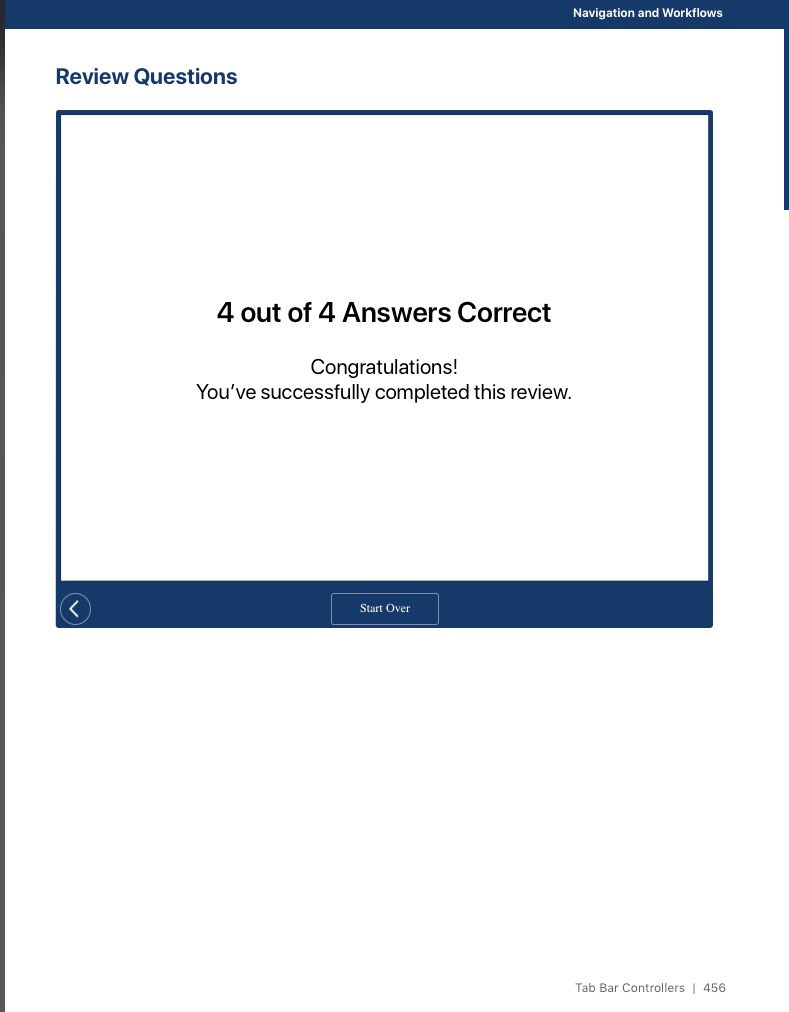 Navigation and Workflows
Review Questions
4 out of 4 Answers Correct
Congratulations!
You’ve successfully completed this review.
Start Over
Tab Bar Controllers | 456